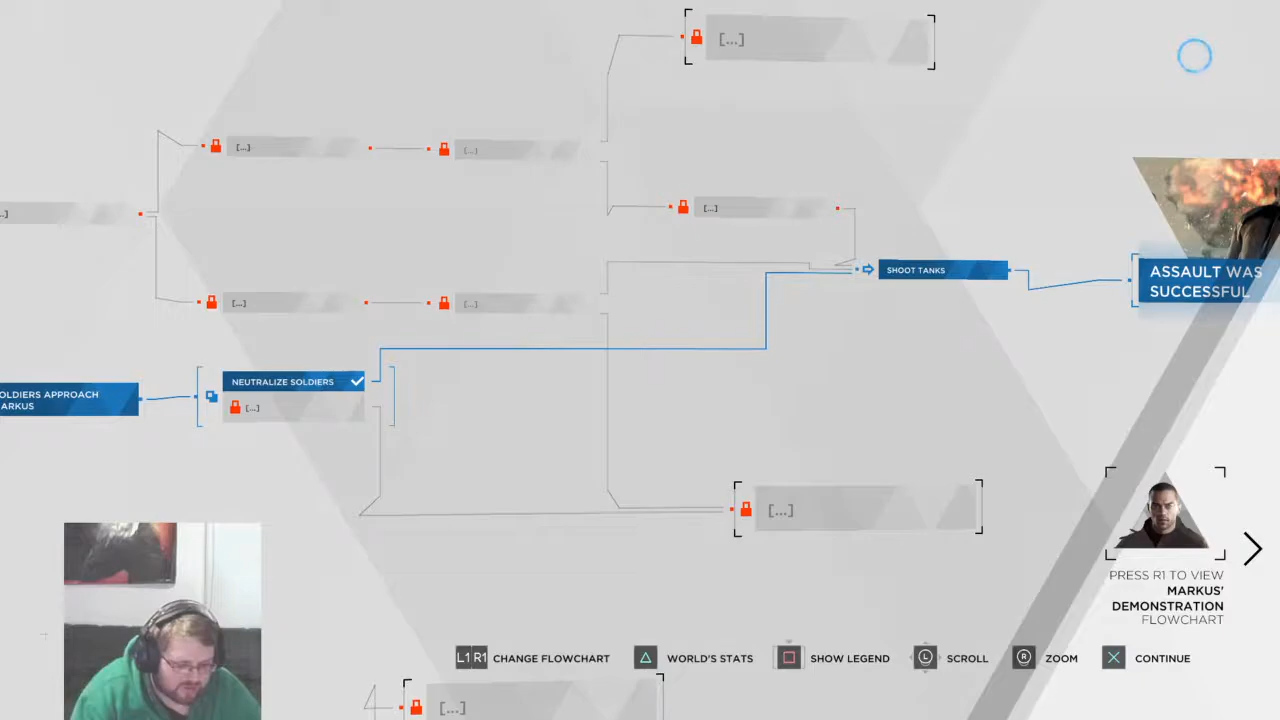 [...]
[...]
[...]
...]
[...]
SHOOT TANKS
ASSAULT WAS
SUCCESSFUL
[...]
[...]
NEUTRALIZE SOLDIERS
OLDIERS APPROACH
ARKUS
[...]
[...]
PRESS R1 TO VIEW
MARKUS'
DEMONSTRATION
FLOWCHART
L1 R1 CHANGE FLOWCHART
WORLD'S STATS
SHOW LEGEND
L SCROLL
R ZOOM
CONTINUE
[...]